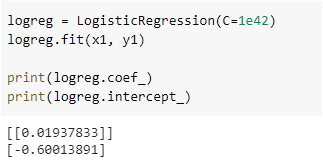 logreg = LogisticRegression(C=1e42)
logreg.fit(x1, y1)
print(logreg.coef_)
print(logreg.intercept_)
[[0.01937833]]
[-0.60013891]